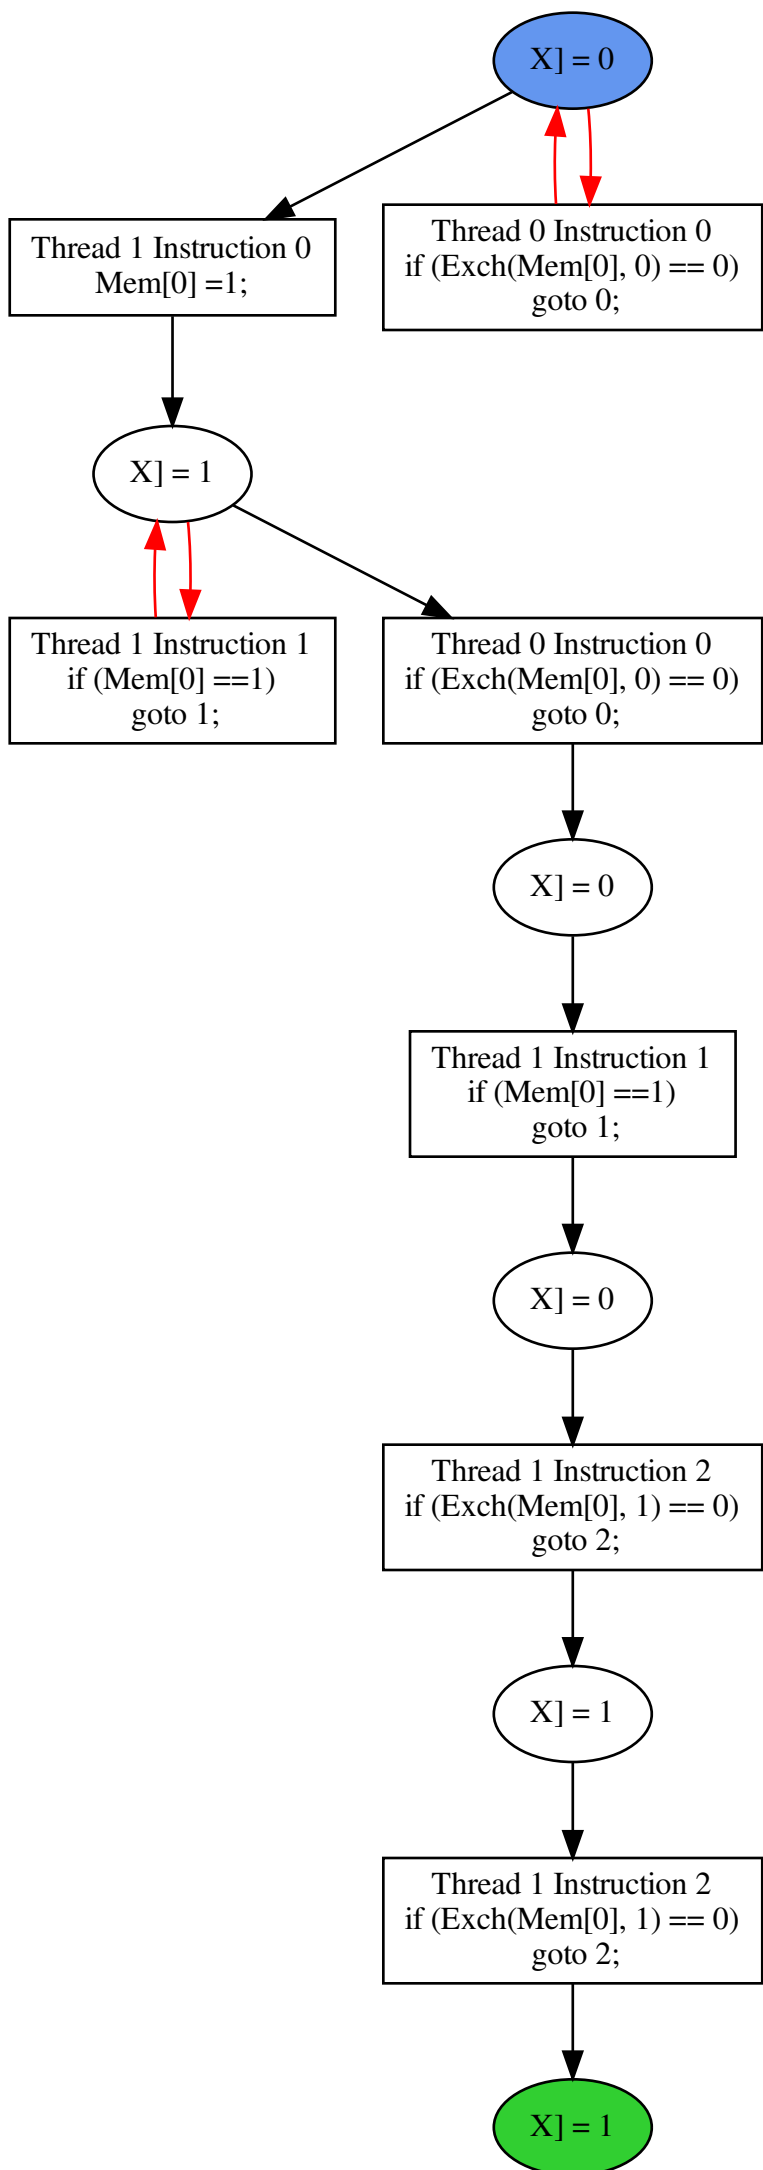 X] = 0
Thread 1 Instruction 0
Mem[0] =1;
Thread 0 Instruction 0
if (Exch(Mem[0], 0) == 0)
goto 0;
X] = 1
Thread 1 Instruction 1
if (Mem[0] ==1)
goto 1;
Thread 0 Instruction 0
if (Exch(Mem[0], 0) == 0)
goto 0;
X] = 0
Thread 1 Instruction 1
if (Mem[0] ==1)
goto 1;
X] = 0
Thread 1 Instruction 2
if (Exch(Mem[0], 1) == 0)
goto 2;
X] = 1
Thread 1 Instruction 2
if (Exch(Mem[0], 1) == 0)
goto 2;
X] = 1